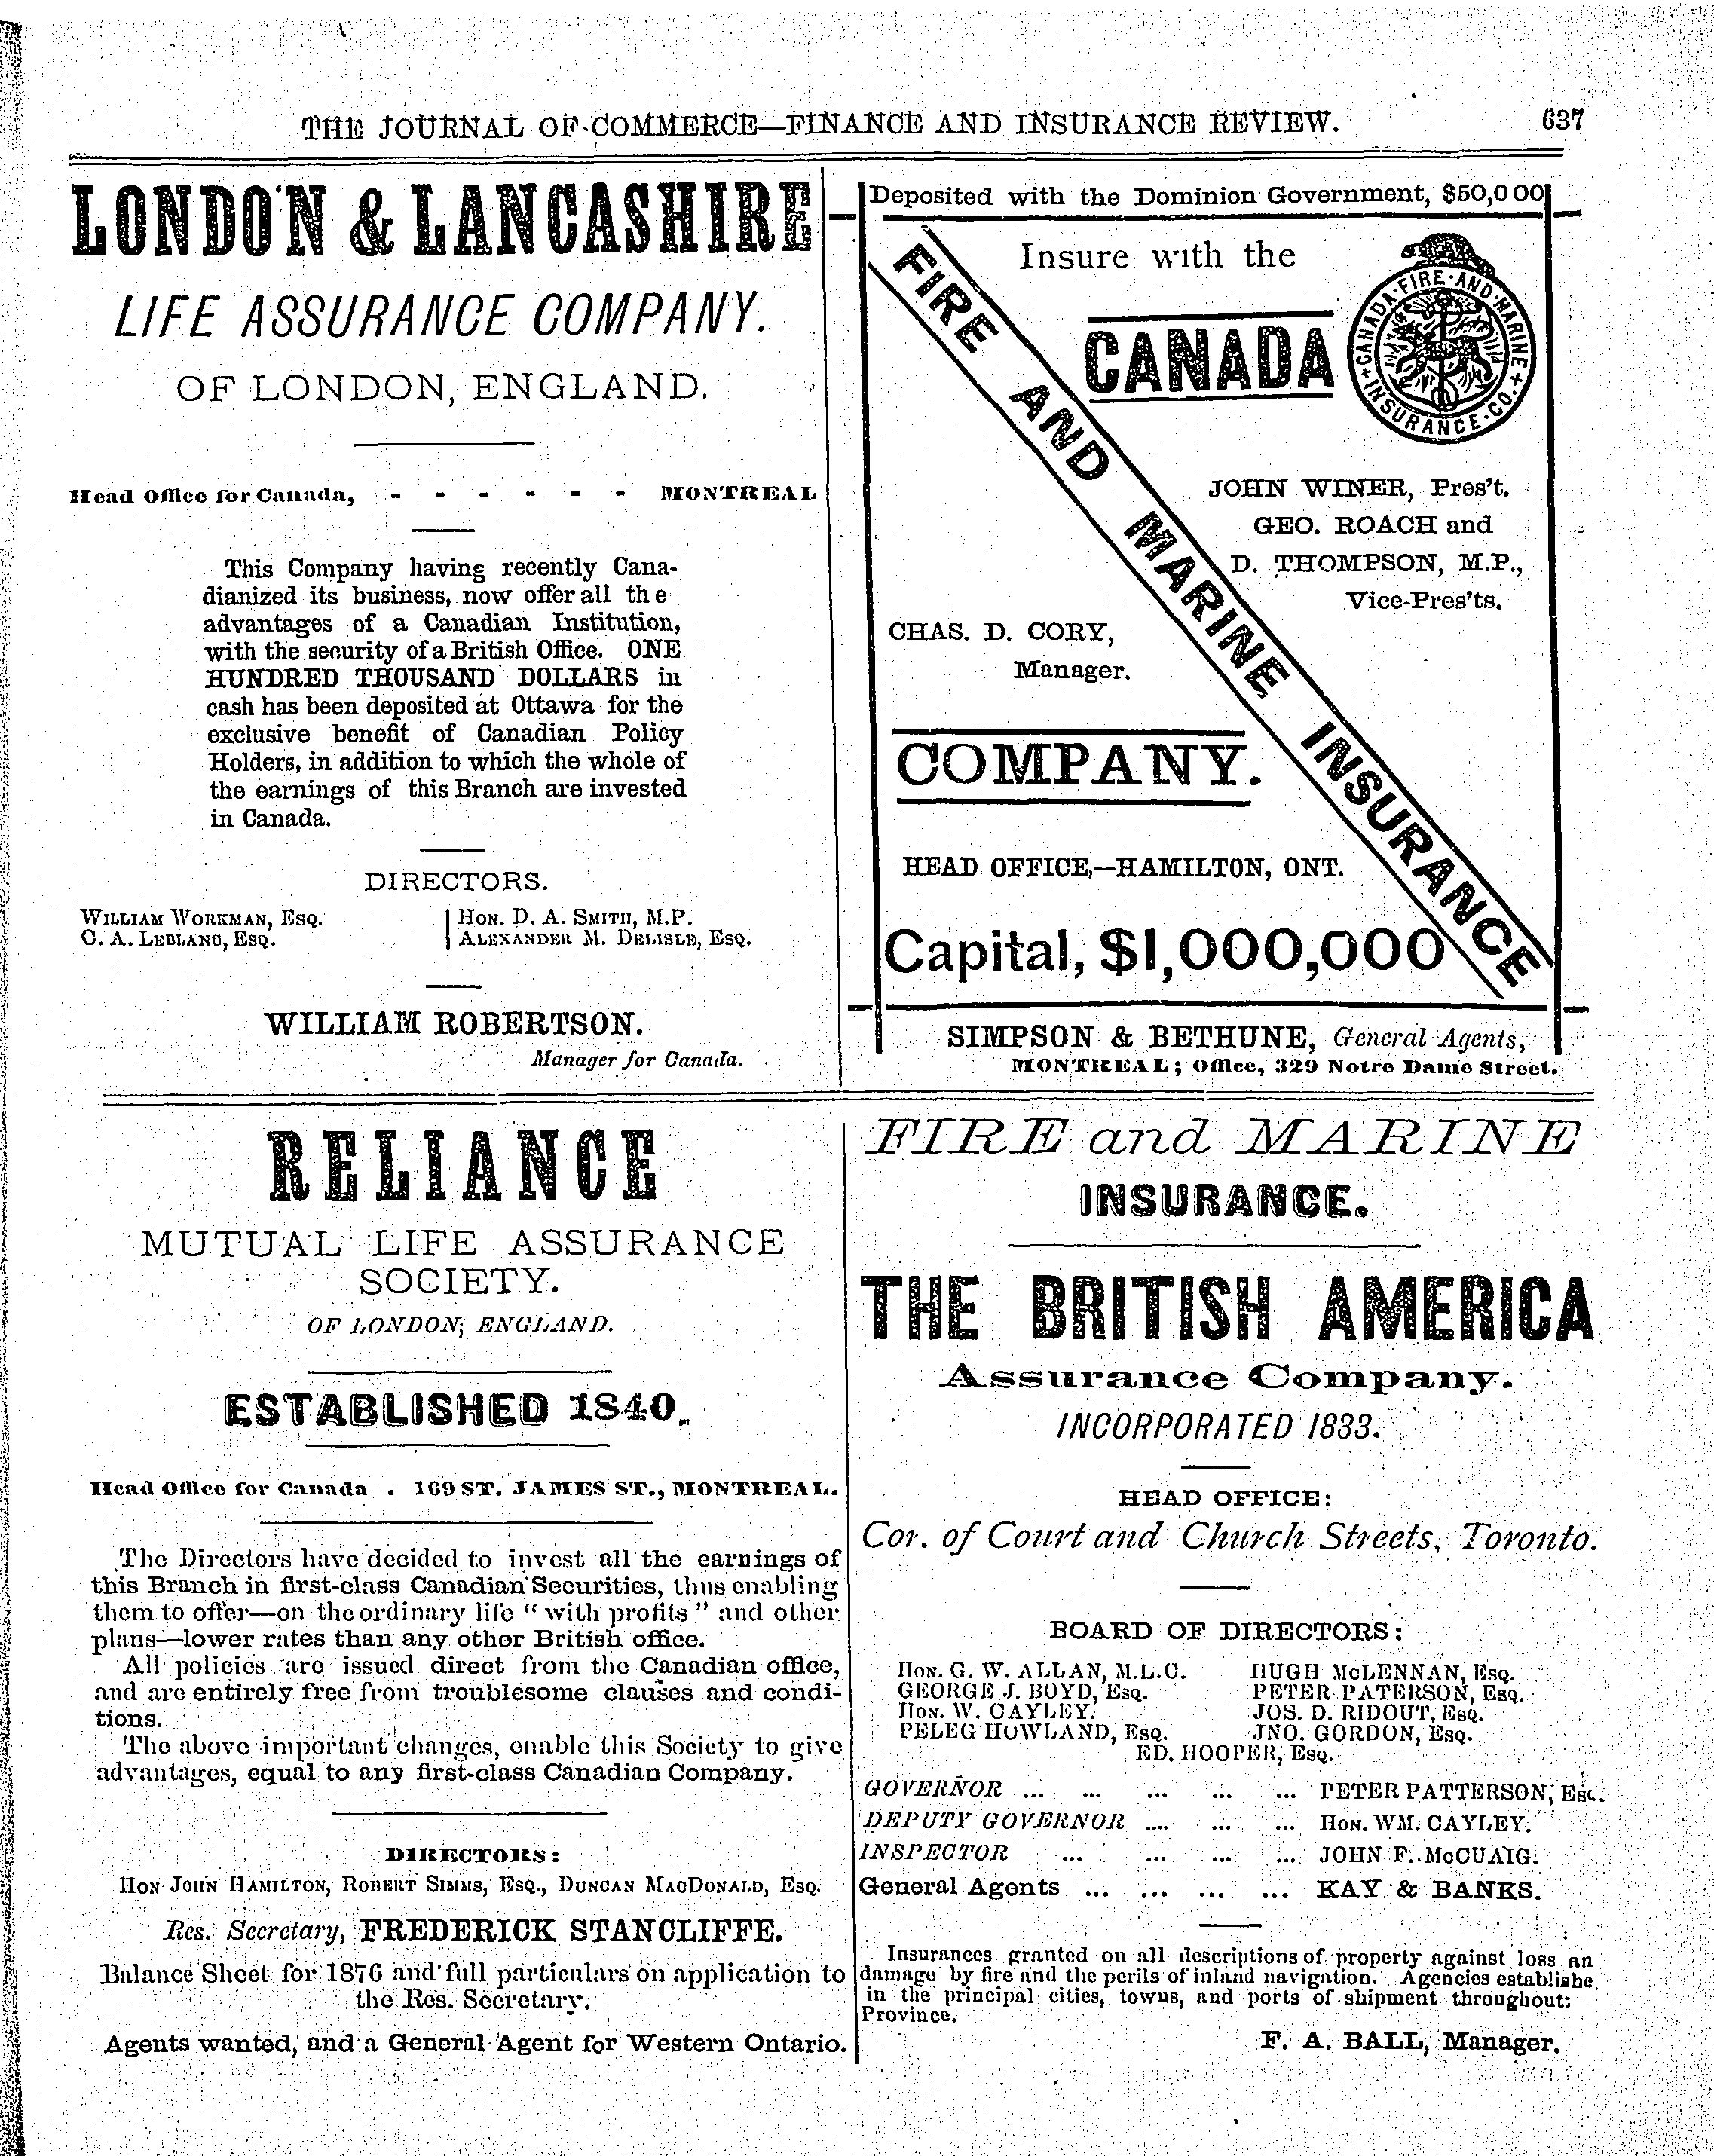 THE JOURNAL OF COMMERCE—FINANCE AND INSURANCE REVIEW. 637
LONDON & LANCASHIRE
LIFE ASSURANCE COMPANY.
OF LONDON, ENGLAND.
Head Office for Canada, - - - - - - MONTREAL
This Company having recently Cana-
dianized its business, now offer all the
advantages of a Canadian Institution,
with the security of a British Office. ONE
HUNDRED THOUSAND DOLLARS in
cash has been deposited at Ottawa for the
exclusive benefit of Canadian Policy
Holders, in addition to which the whole of
the earnings of this Branch are invested
in Canada.
DIRECTORS.
WILLIAM WORKMAN, ESQ. | HON. D. A. SMITH, M.P.
C. A. LEBLANC, ESQ. | ALEXANDER M. DELISLE, ESQ.
WILLIAM ROBERTSON.
Manager for Canada.
Deposited with the Dominion Government, $50,000
Insure with the
CANADA
CANADA·FIRE·AND·MARINE+INSURANCE·CO.+
FIRE AND MARINE INSURANCE
JOHN WINER, Pres't.
GEO. ROACH and
D. THOMPSON, M.P.,
Vice-Pres'ts.
CHAS. D. CORY,
Manager.
COMPANY.
HEAD OFFICE,—HAMILTON, ONT.
Capital, $1,000,000
SIMPSON & BETHUNE, General Agents,
MONTREAL; Office, 329 Notre Dame Street.
RELIANCE
MUTUAL LIFE ASSURANCE
SOCIETY.
OF LONDON, ENGLAND.
ESTABLISHED 1840.
Head Office for Canada . 169 ST. JAMES ST., MONTREAL.
The Directors have decided to invest all the earnings of
this Branch in first-class Canadian Securities, thus enabling
them to offer—on the ordinary life "with profits" and other
plans—lower rates than any other British office.
All policies are issued direct from the Canadian office,
and are entirely free from troublesome clauses and condi-
tions.
The above important changes, enable this Society to give
advantages, equal to any first-class Canadian Company.
DIRECTORS:
HON JOHN HAMILTON, ROBERT SIMMS, ESQ., DUNCAN MACDONALD, ESQ.
Res. Secretary, FREDERICK STANCLIFFE.
Balance Sheet for 1876 and full particulars on application to
the Res. Secretary.
Agents wanted, and a General Agent for Western Ontario.
FIRE and MARINE
INSURANCE.
THE BRITISH AMERICA
Assurance Company.
INCORPORATED 1833.
HEAD OFFICE:
Cor. of Court and Church Streets, Toronto.
BOARD OF DIRECTORS:
HON. G. W. ALLAN, M.L.C. HUGH McLENNAN, Esq.
GEORGE J. BOYD, Esq. PETER PATERSON, Esq.
HON. W. CAYLEY. JOS. D. RIDOUT, Esq.
PELEG HOWLAND, Esq. JNO. GORDON, Esq.
ED. HOOPER, Esq.
GOVERNOR ... ... ... ... ... PETER PATTERSON, Esq.
DEPUTY GOVERNOR .... ... ... HON. WM. CAYLEY.
INSPECTOR ... ... ... ... JOHN F. McCUAIG.
General Agents ... ... ... ... KAY & BANKS.
Insurances granted on all descriptions of property against loss an
damage by fire and the perils of inland navigation. Agencies establishe
in the principal cities, towns, and ports of shipment throughout
Province.
F. A. BALL, Manager.